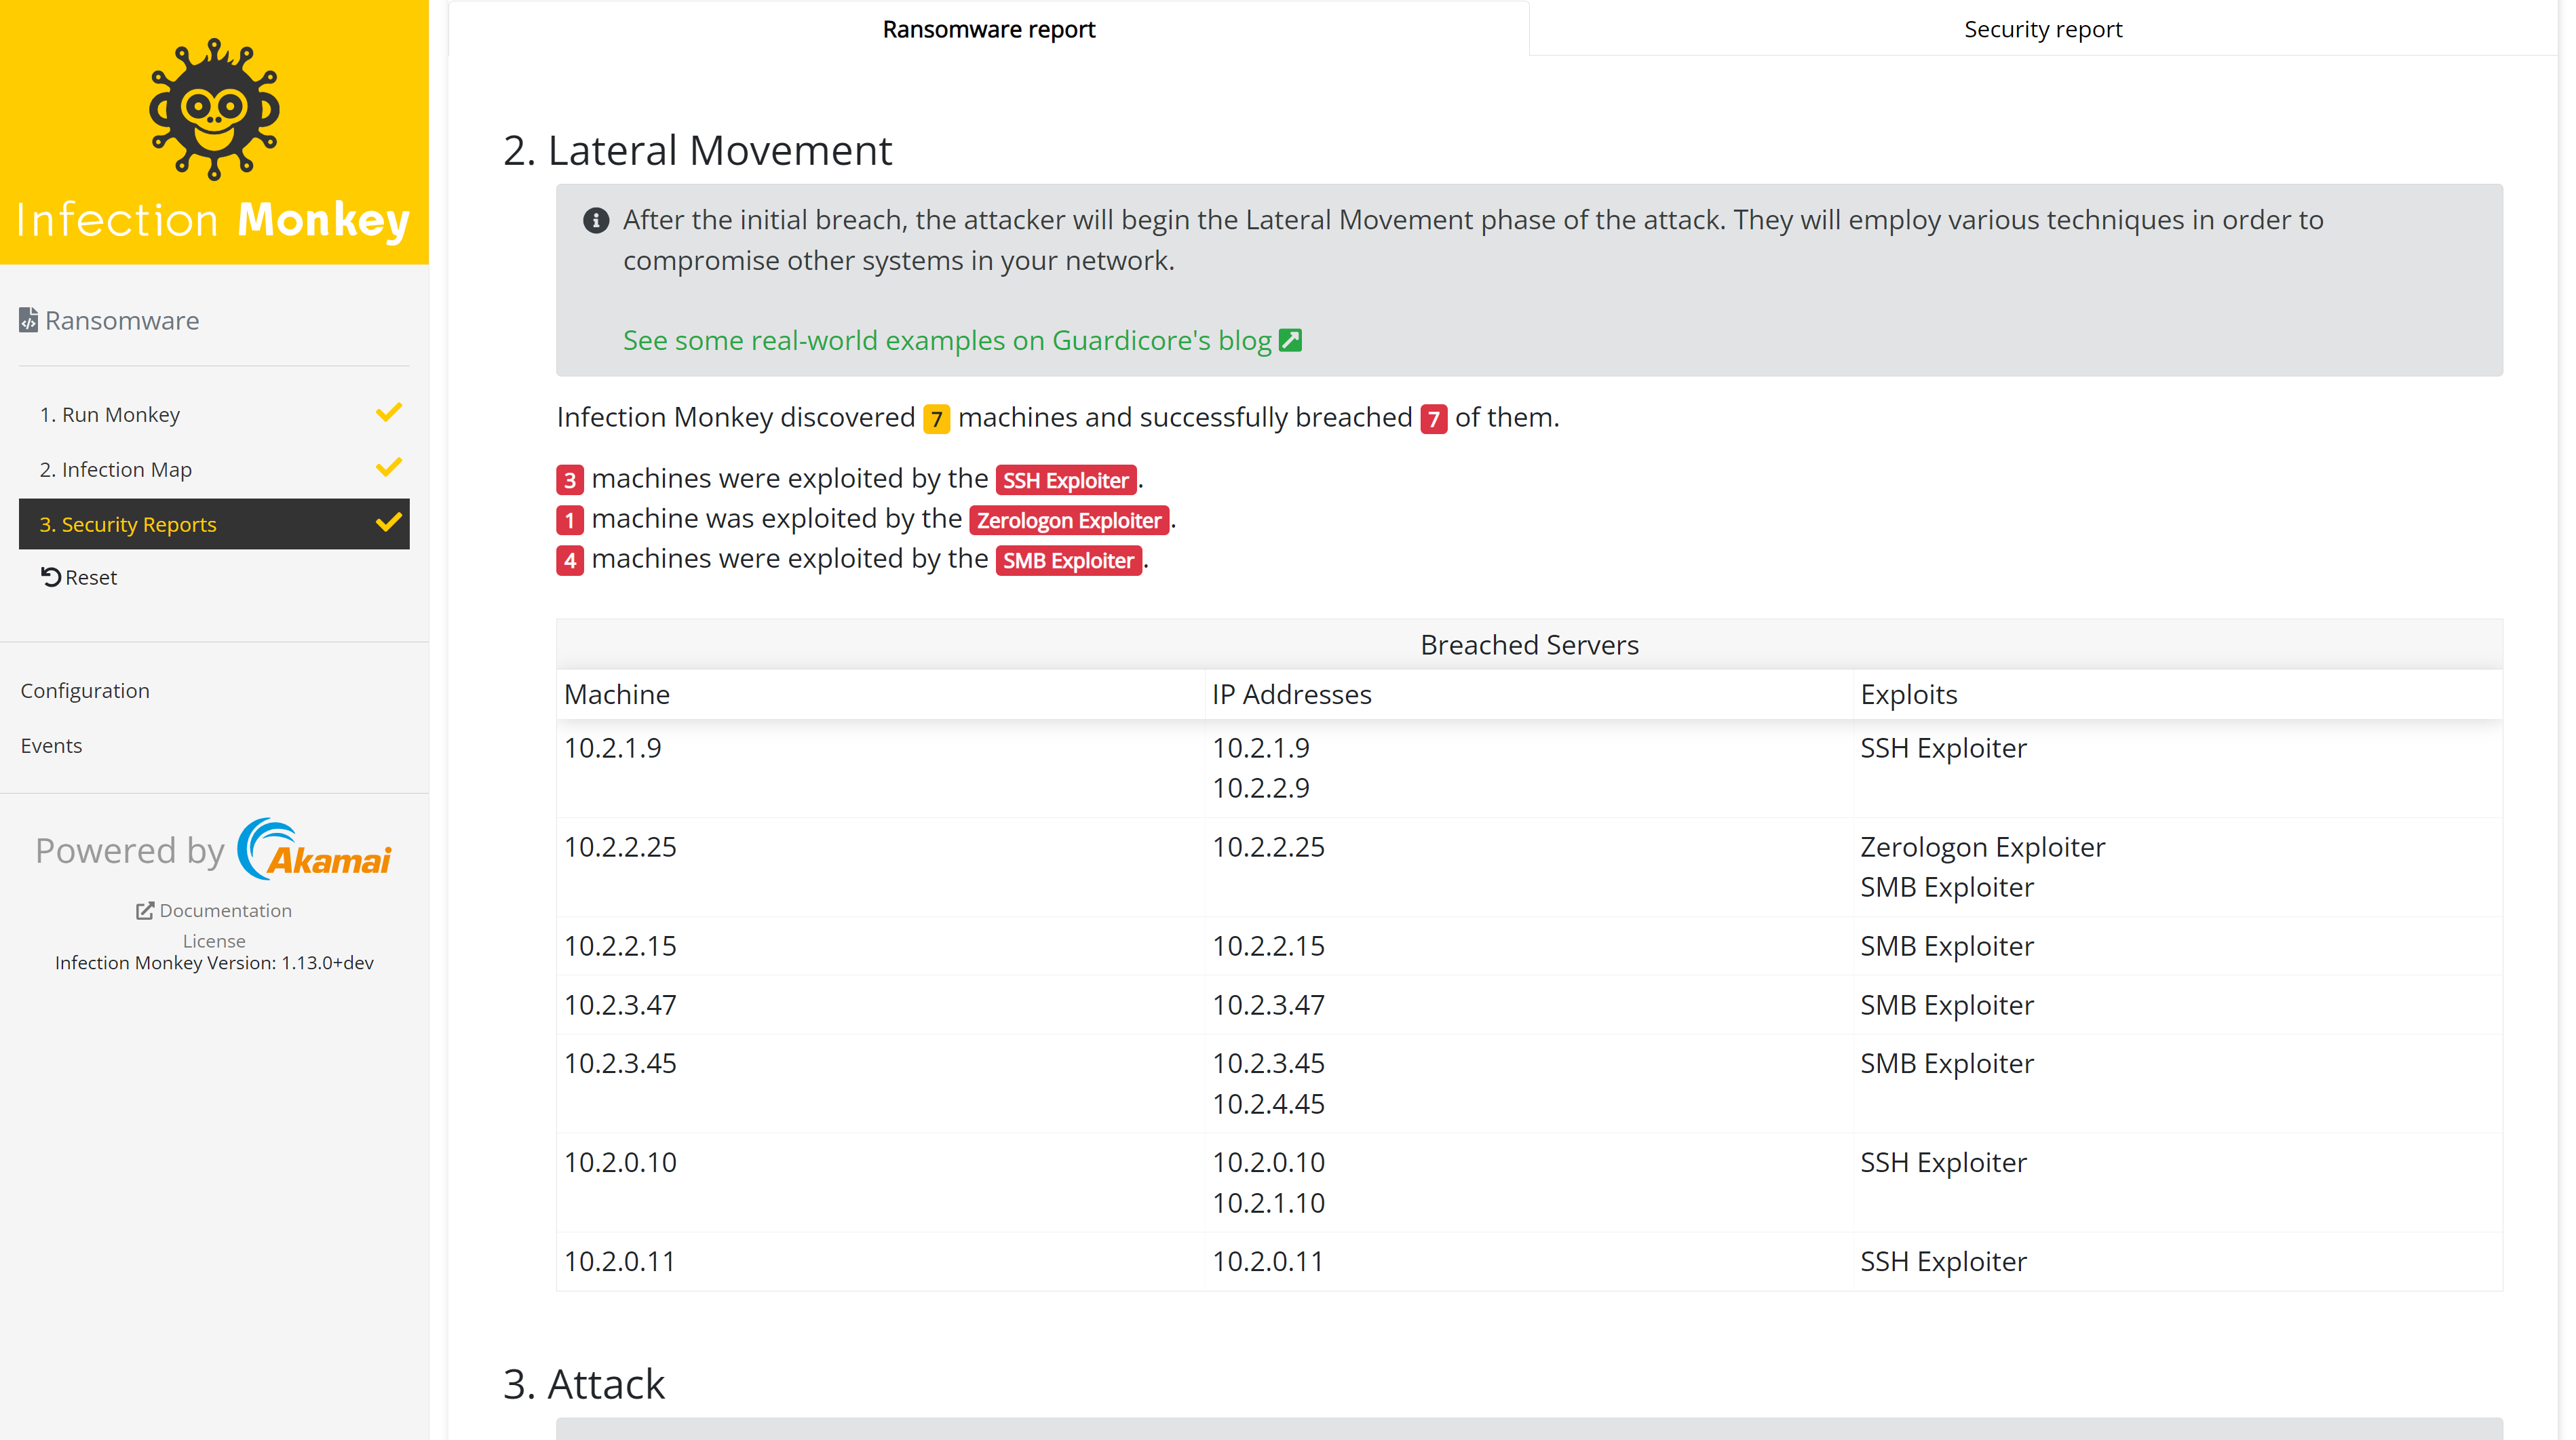 Infection Monkey
Ransomware
1. Run Monkey
2. Infection Map
3. Security Reports
Reset
Configuration
Events
Powered by Akamai
Documentation
License
Infection Monkey Version: 1.13.0+dev
Ransomware report
Security report
2. Lateral Movement
After the initial breach, the attacker will begin the Lateral Movement phase of the attack. They will employ various techniques in order to
compromise other systems in your network.
See some real-world examples on Guardicore's blog
Infection Monkey discovered 7 machines and successfully breached 7 of them.
3 machines were exploited by the SSH Exploiter.
1 machine was exploited by the Zerologon Exploiter.
4 machines were exploited by the SMB Exploiter.
Breached Servers
Machine IP Addresses Exploits
10.2.1.9 10.2.1.9 SSH Exploiter
10.2.2.9
10.2.2.25 10.2.2.25 Zerologon Exploiter
SMB Exploiter
10.2.2.15 10.2.2.15 SMB Exploiter
10.2.3.47 10.2.3.47 SMB Exploiter
10.2.3.45 10.2.3.45 SMB Exploiter
10.2.4.45
10.2.0.10 10.2.0.10 SSH Exploiter
10.2.1.10
10.2.0.11 10.2.0.11 SSH Exploiter
3. Attack